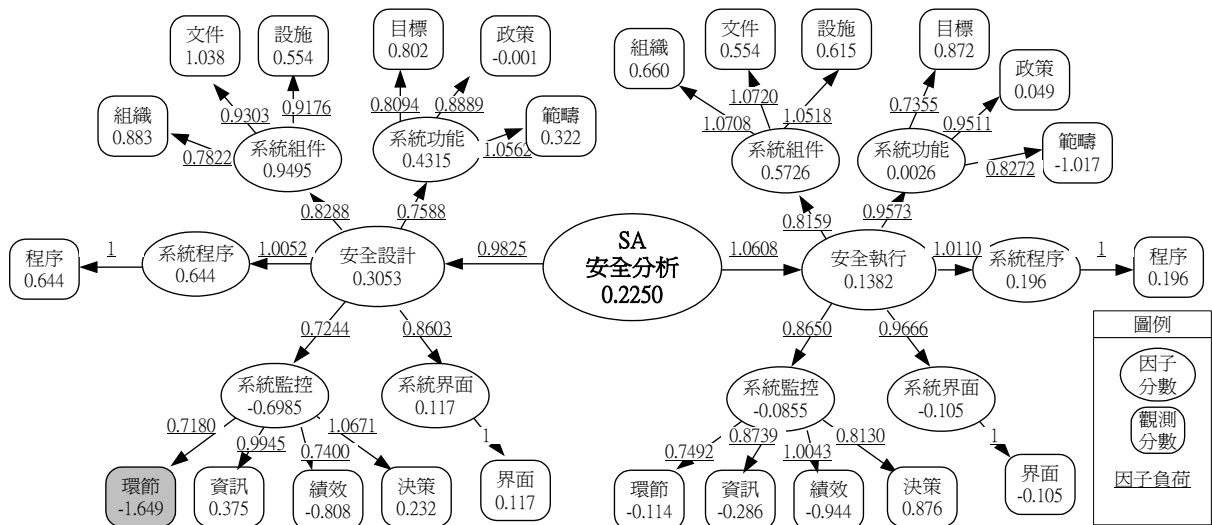 文件
1.038
設施
0.554
目標
0.802
政策
-0.001
組織
0.883
範疇
0.322
0.9303
0.9176
0.8094
0.8889
0.7822
1.0562
系統組件
0.9495
系統功能
0.4315
0.8288
0.7588
程序
0.644
1
系統程序
0.644
1.0052
安全設計
0.3053
0.9825
SA
安全分析
0.2250
0.7244
0.8603
系統監控
-0.6985
系統界面
0.117
0.7180
0.9945
0.7400
1.0671
1
環節
-1.649
資訊
0.375
績效
-0.808
決策
0.232
界面
0.117
組織
0.660
文件
0.554
設施
0.615
目標
0.872
政策
0.049
範疇
-1.017
1.0708
1.0720
1.0518
0.7355
0.9511
0.8272
系統組件
0.5726
系統功能
0.0026
0.8159
0.9573
1.0608
安全執行
0.1382
1.0110
系統程序
0.196
1
程序
0.196
0.8650
0.9666
系統監控
-0.0855
系統界面
-0.105
0.7492
0.8739
1.0043
0.8130
1
環節
-0.114
資訊
-0.286
績效
-0.944
決策
0.876
界面
-0.105
圖例
因子
分數
觀測
分數
因子負荷